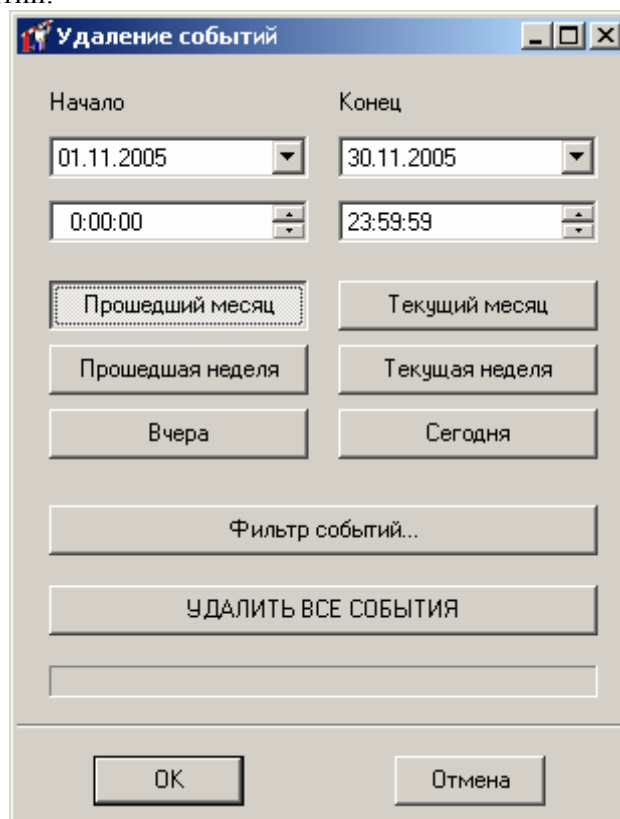 Удаление событий
Начало Конец
01.11.2005 30.11.2005
0:00:00 23:59:59
Прошедший месяц Текущий месяц
Прошедшая неделя Текущая неделя
Вчера Сегодня
Фильтр событий...
УДАЛИТЬ ВСЕ СОБЫТИЯ
OK Отмена